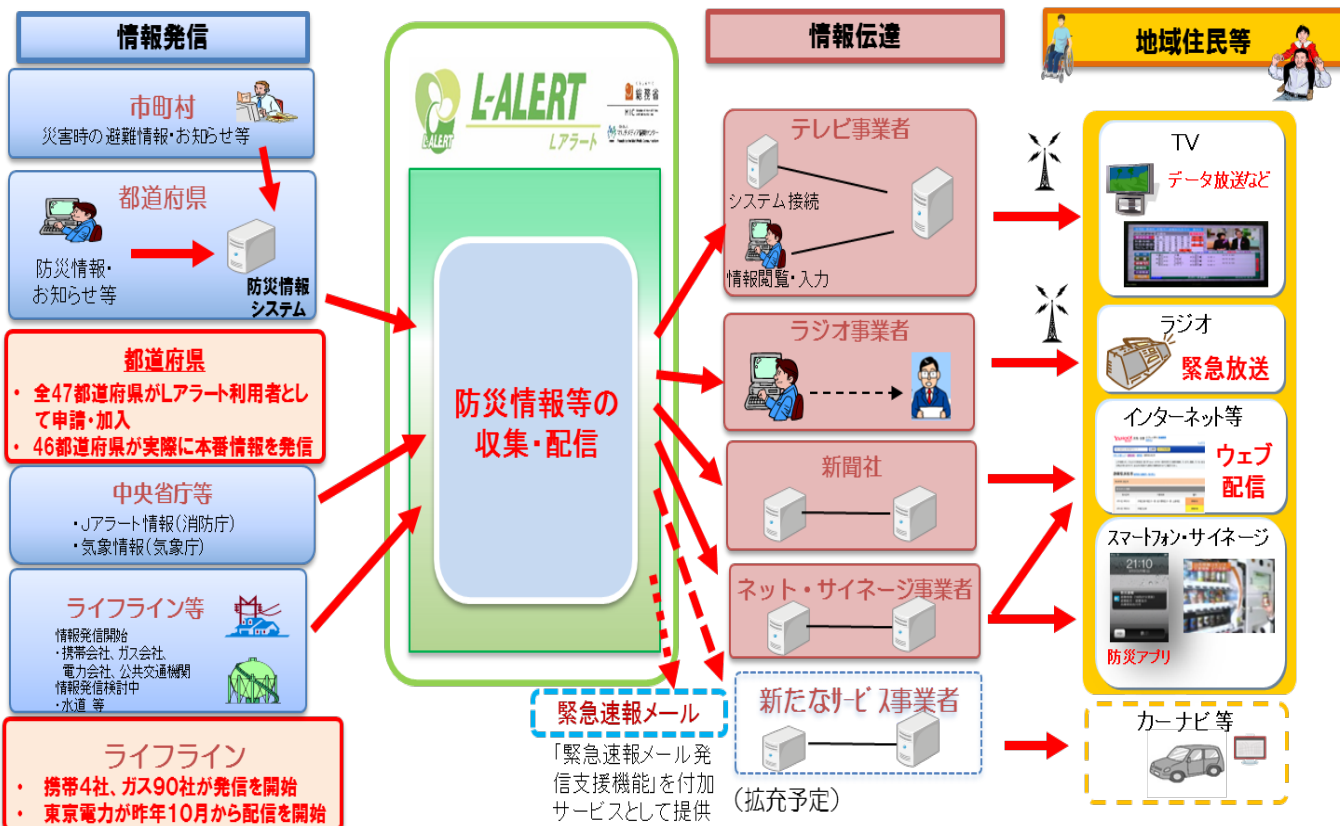 情報発信
市町村
災害時の避難情報・お知らせ等
都道府県
防災情報・
お知らせ等
防災情報
システム
都道府県
・ 全47都道府県がLアラート利用者とし
て申請・加入
・ 46都道府県が実際に本番情報を発信
中央省庁等
・Jアラート情報(消防庁)
・気象情報(気象庁)
ライフライン等
情報発信開始
・携帯会社、ガス会社、
電力会社、公共交通機関
情報発信検討中
・水道 等
ライフライン
・ 携帯4社、ガス90社が発信を開始
・ 東京電力が昨年10月から配信を開始
L-ALERT
L-ALERT
Lアラート
総務省
防災情報等の
収集・配信
緊急速報メール
「緊急速報メール発
信支援機能」を付加
サービスとして提供
情報伝達
テレビ事業者
システム接続
情報閲覧・入力
ラジオ事業者
新聞社
ネット・サイネージ事業者
新たなサービス事業者
(拡充予定)
地域住民等
TV
データ放送など
ラジオ
緊急放送
インターネット等
ウェブ
配信
スマートフォン・サイネージ
21:10
防災アプリ
カーナビ等